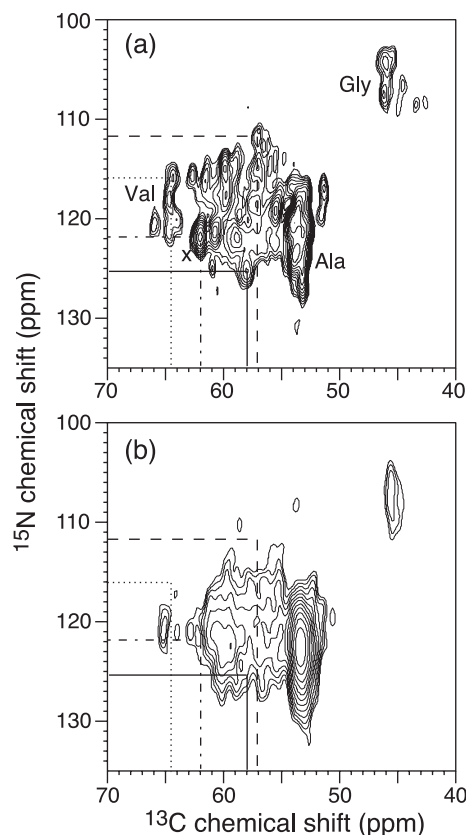 (a)
100
110
120
130
Gly
Val
x
Ala
70
60
50
40
(b)
100
110
120
130
70
60
50
40
15N chemical shift (ppm)
13C chemical shift (ppm)